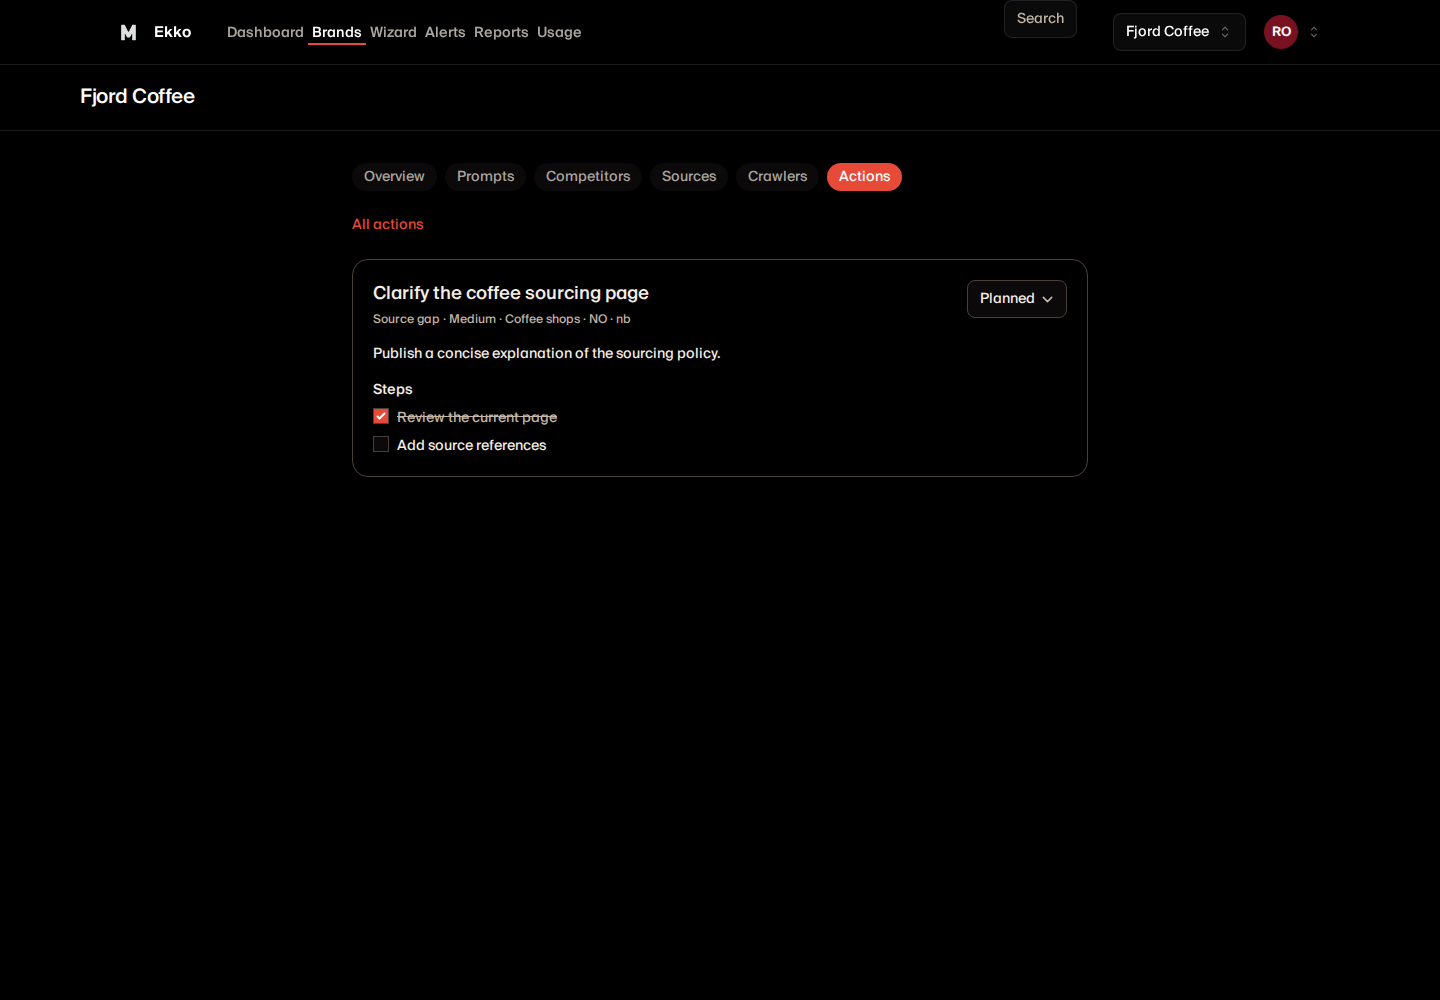 M Ekko Dashboard Brands Wizard Alerts Reports Usage Search Fjord Coffee RO
Fjord Coffee
Overview Prompts Competitors Sources Crawlers Actions
All actions
Clarify the coffee sourcing page Planned
Source gap · Medium · Coffee shops · NO · nb
Publish a concise explanation of the sourcing policy.
Steps
Review the current page
Add source references